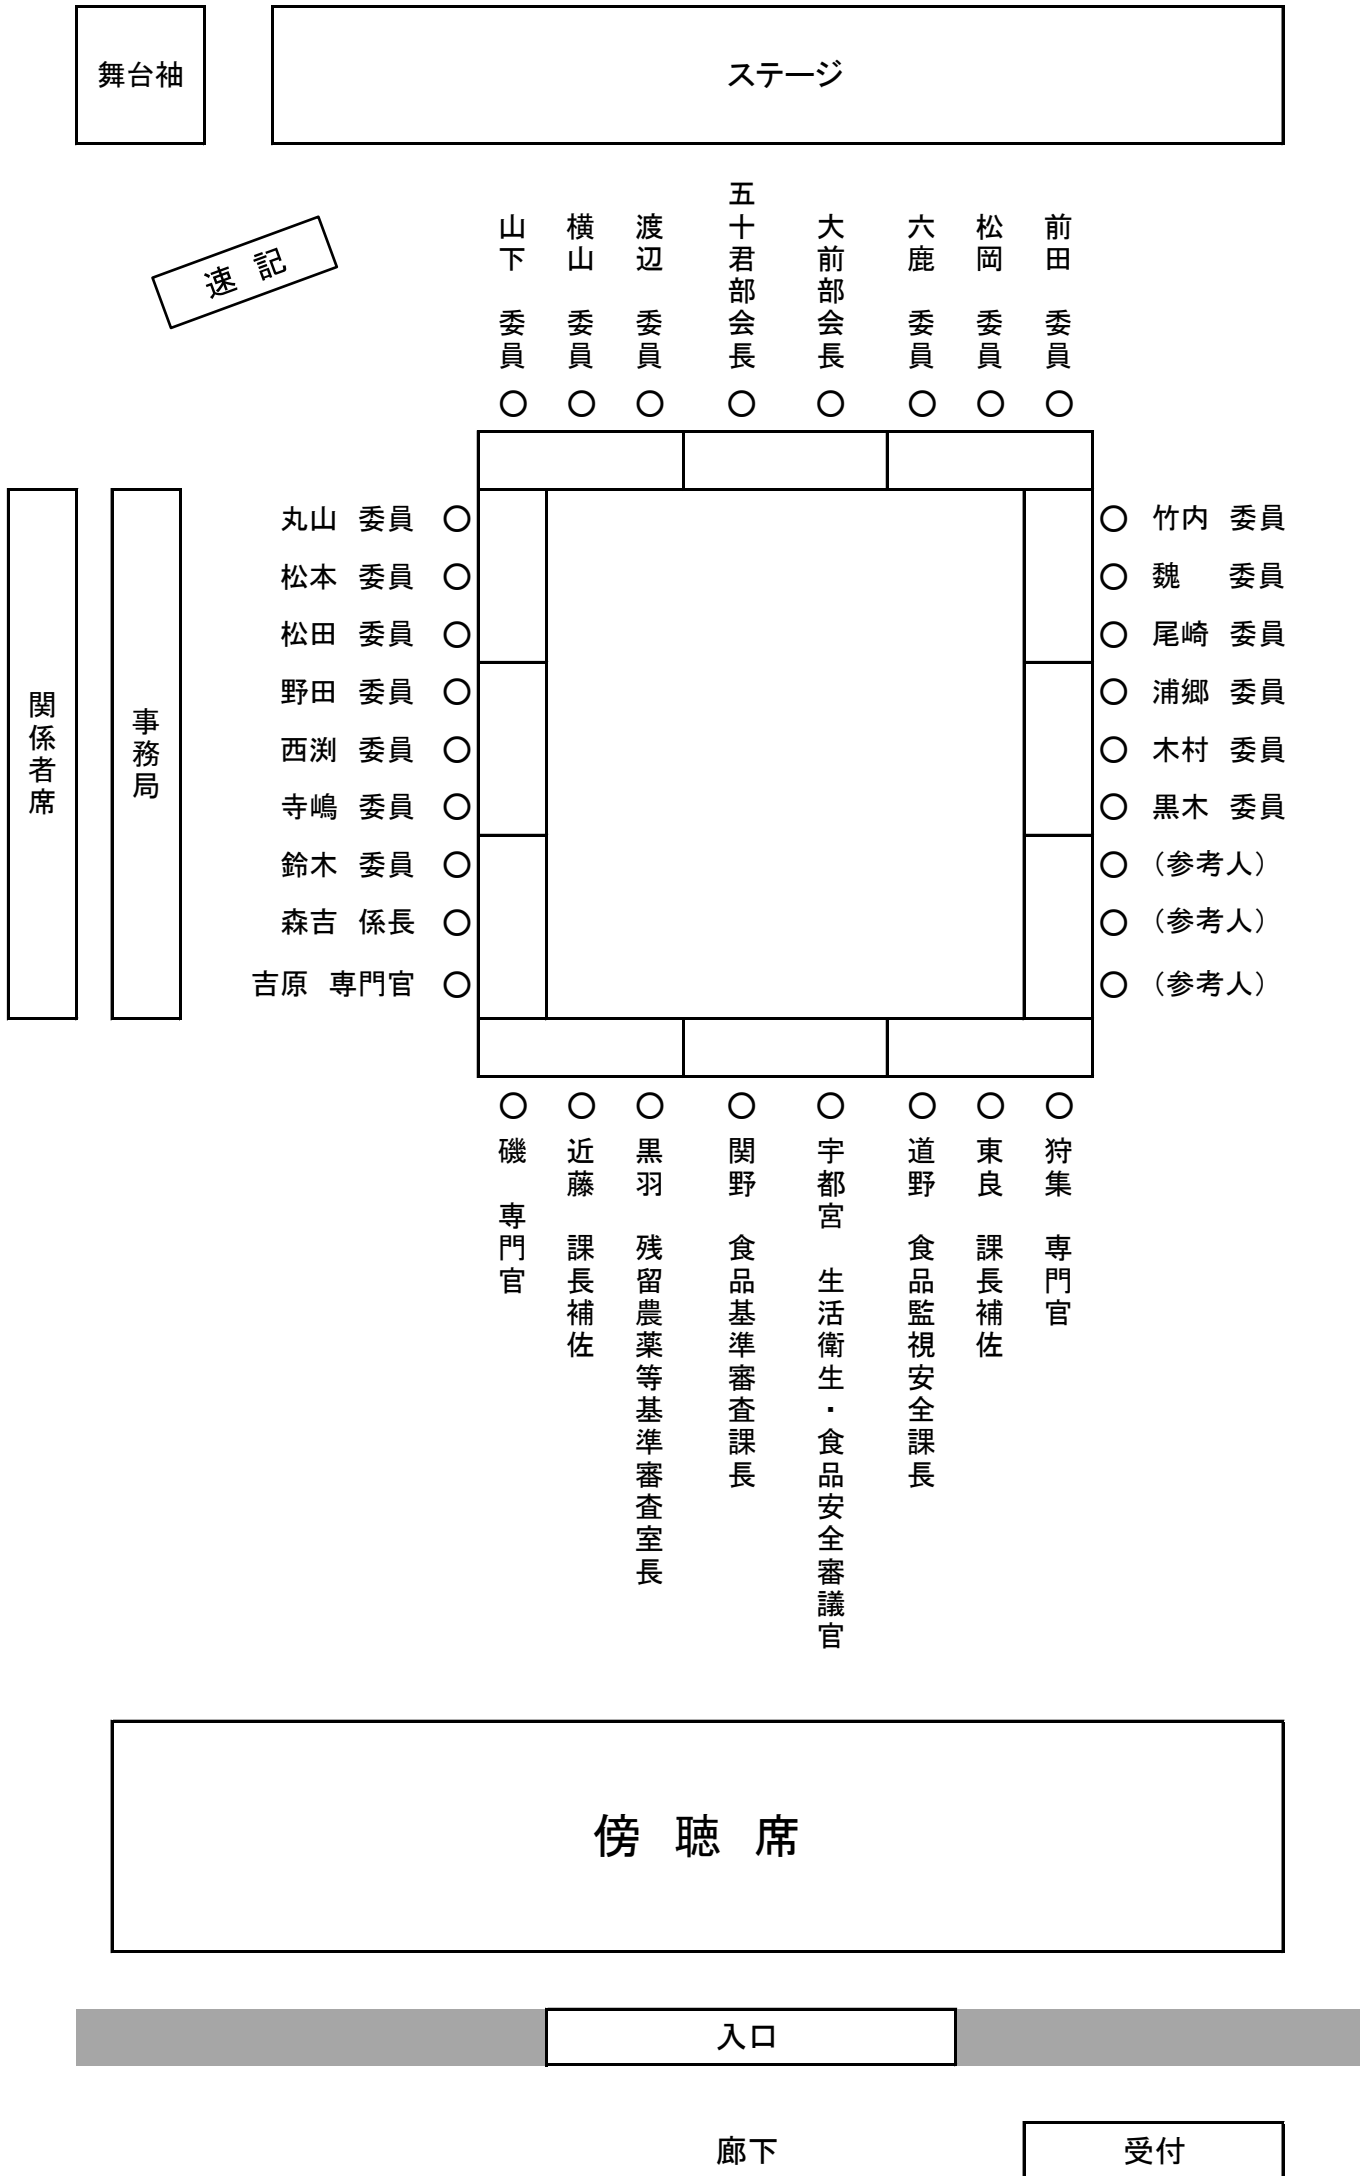 舞台袖
ステージ
速記
山下 委員
横山 委員
渡辺 委員
五十君部会長
大前部会長
六鹿 委員
松岡 委員
前田 委員
関係者席
事務局
丸山 委員
松本 委員
松田 委員
野田 委員
西渕 委員
寺嶋 委員
鈴木 委員
森吉 係長
吉原 専門官
竹内 委員
魏 委員
尾崎 委員
浦郷 委員
木村 委員
黒木 委員
（参考人）
（参考人）
（参考人）
磯 専門官
近藤 課長補佐
黒羽 残留農薬等基準審査室長
関野 食品基準審査課長
宇都宮 生活衛生・食品安全審議官
道野 食品監視安全課長
東良 課長補佐
狩集 専門官
傍聴席
入口
廊下
受付